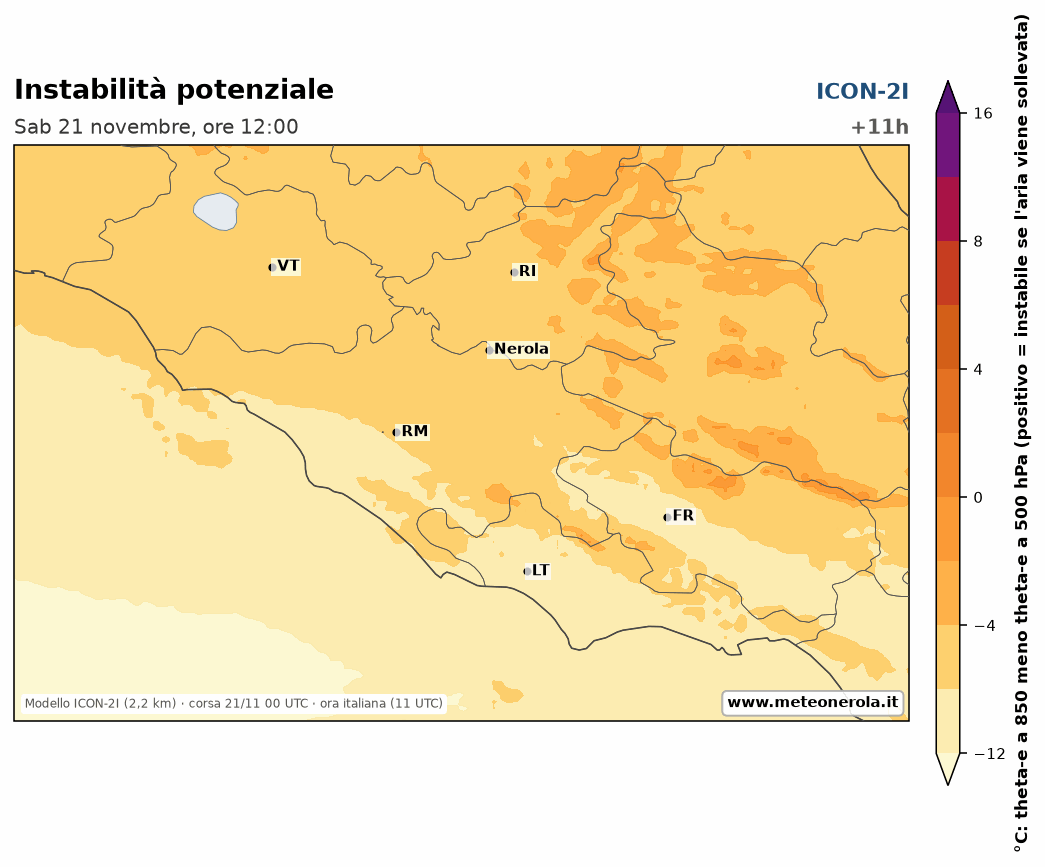 Instabilità potenziale
ICON-2I
Sab 21 novembre, ore 12:00
+11h
16
8
4
0
−4
−12
°C: theta-e a 850 meno theta-e a 500 hPa (positivo = instabile se l'aria viene sollevata)
VT
RI
Nerola
RM
FR
LT
Modello ICON-2I (2,2 km) · corsa 21/11 00 UTC · ora italiana (11 UTC)
www.meteonerola.it